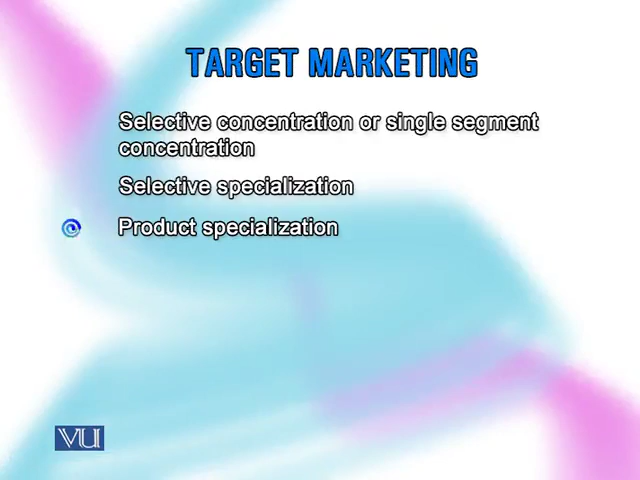 TARGET MARKETING
Selective concentration or single segment
concentration
Selective specialization
Product specialization
VU